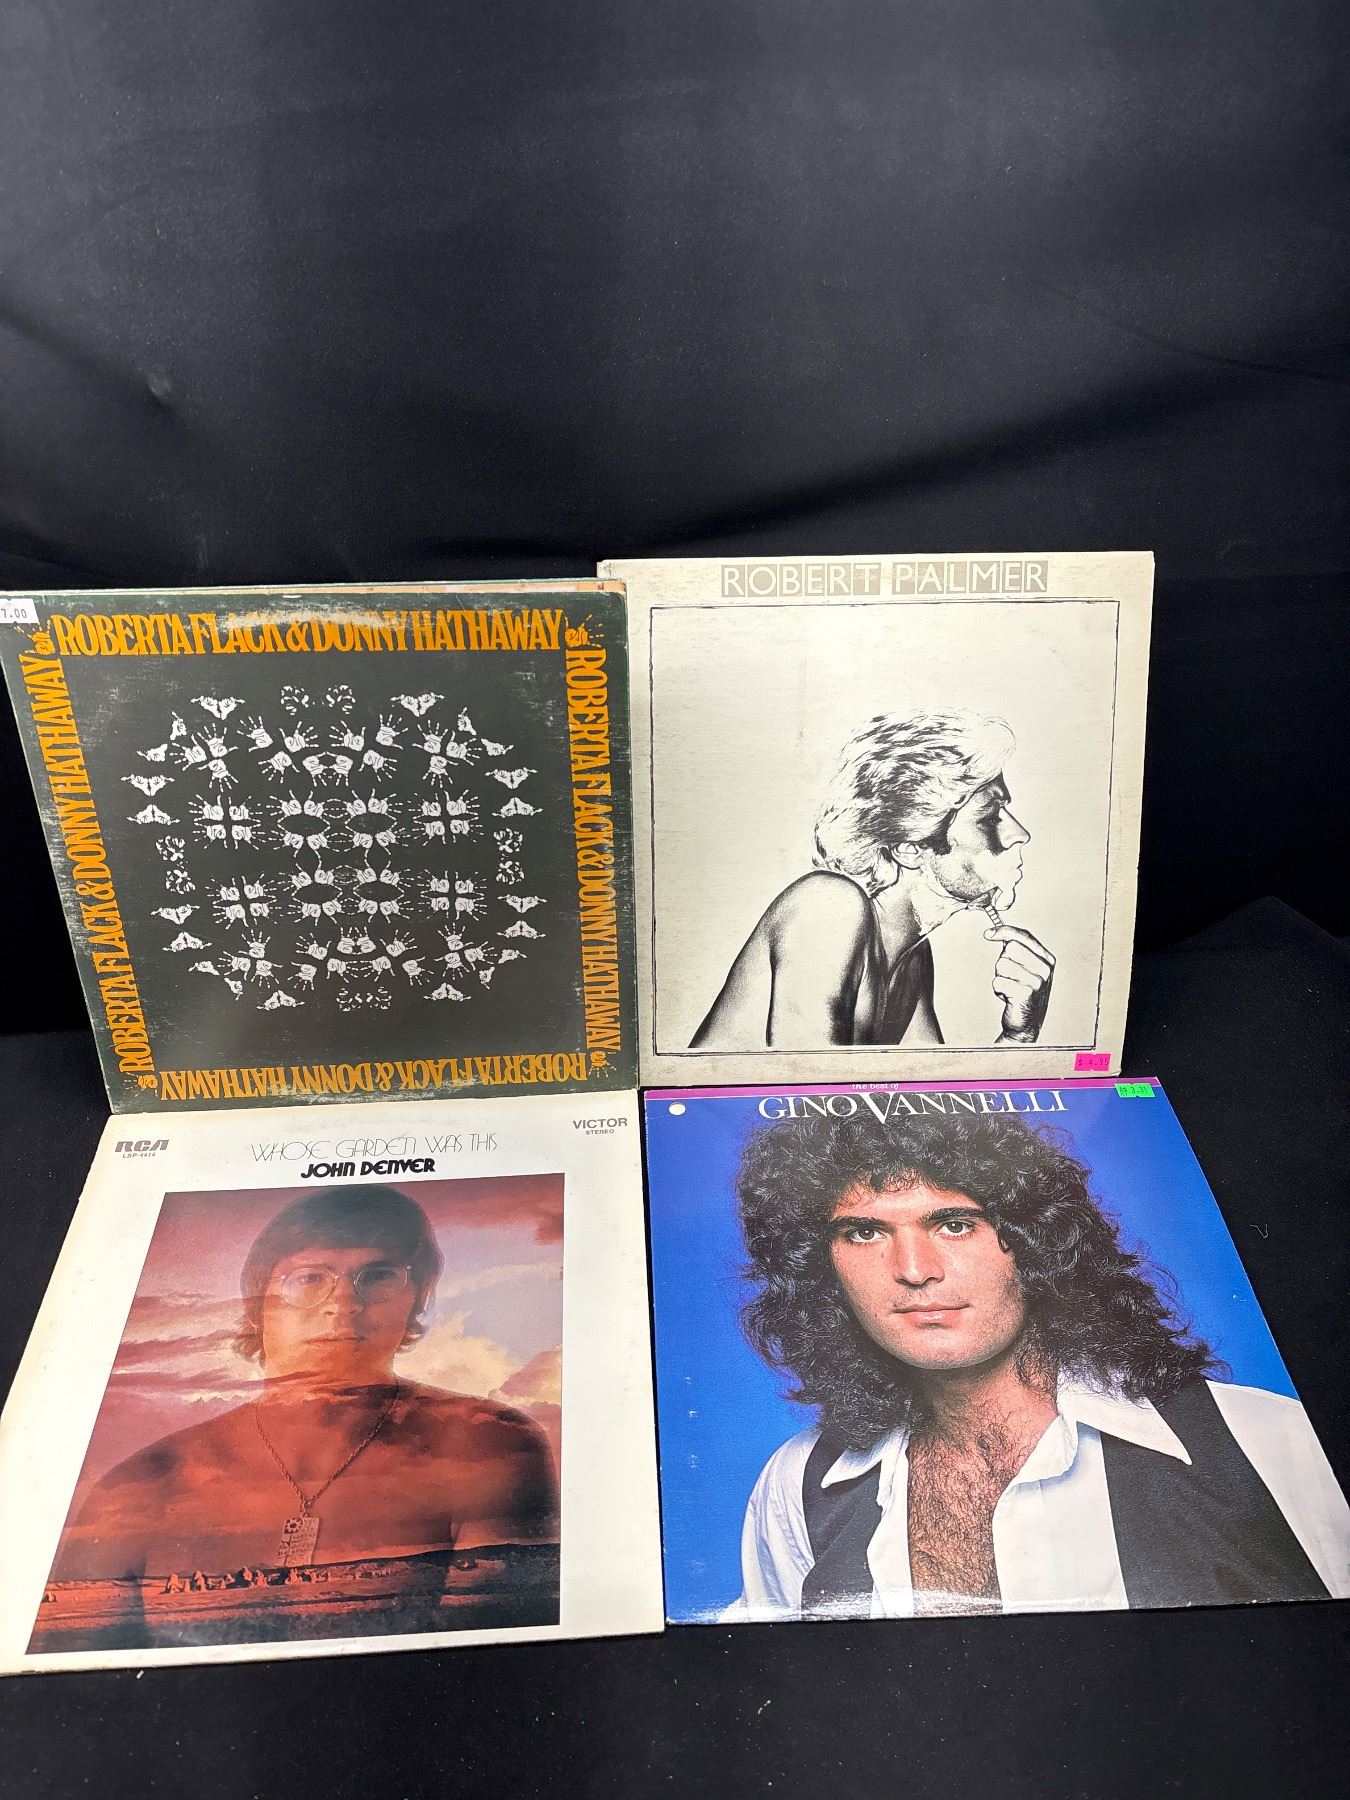 7.00
ROBERTA FLACK & DONNY HATHAWAY
ROBERTA FLACK & DONNY HATHAWAY
ROBERTA FLACK & DONNY HATHAWAY
ROBERTA FLACK & DONNY HATHAWAY
ROBERT PALMER
$ 4.95
RCA
LSP-4414
WHOSE GARDEN WAS THIS
JOHN DENVER
VICTOR
STEREO
the best of
GINO VANNELLI